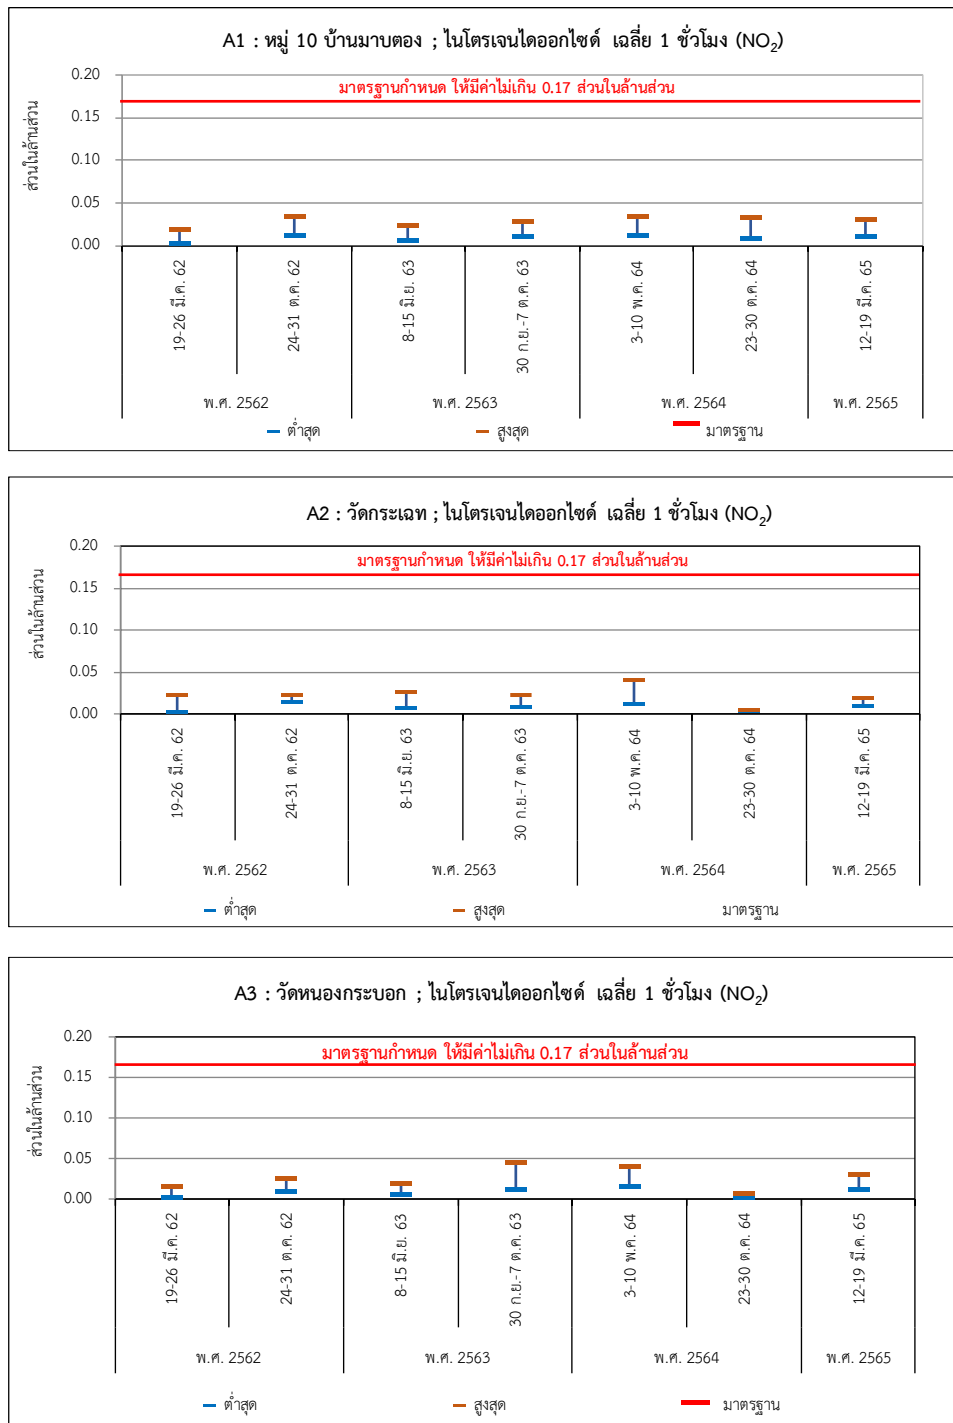 A1 : หมู่ 10 บ้านมาบตอง ; ไนโตรเจนไดออกไซด์ เฉลี่ย 1 ชั่วโมง (NO2)
ส่วนในล้านส่วน
0.20
มาตรฐานกำหนด ให้มีค่าไม่เกิน 0.17 ส่วนในล้านส่วน
0.15
0.10
0.05
0.00
19-26 มี.ค. 62
24-31 ต.ค. 62
8-15 มิ.ย. 63
30 ก.ย.-7 ต.ค. 63
3-10 พ.ค. 64
23-30 ต.ค. 64
12-19 มี.ค. 65
พ.ศ. 2562 พ.ศ. 2563 พ.ศ. 2564 พ.ศ. 2565
ต่ำสุด สูงสุด มาตรฐาน
A2 : วัดกระเฉท ; ไนโตรเจนไดออกไซด์ เฉลี่ย 1 ชั่วโมง (NO2)
ส่วนในล้านส่วน
0.20
มาตรฐานกำหนด ให้มีค่าไม่เกิน 0.17 ส่วนในล้านส่วน
0.15
0.10
0.05
0.00
19-26 มี.ค. 62
24-31 ต.ค. 62
8-15 มิ.ย. 63
30 ก.ย.-7 ต.ค. 63
3-10 พ.ค. 64
23-30 ต.ค. 64
12-19 มี.ค. 65
พ.ศ. 2562 พ.ศ. 2563 พ.ศ. 2564 พ.ศ. 2565
ต่ำสุด สูงสุด มาตรฐาน
A3 : วัดหนองกระบอก ; ไนโตรเจนไดออกไซด์ เฉลี่ย 1 ชั่วโมง (NO2)
ส่วนในล้านส่วน
0.20
มาตรฐานกำหนด ให้มีค่าไม่เกิน 0.17 ส่วนในล้านส่วน
0.15
0.10
0.05
0.00
19-26 มี.ค. 62
24-31 ต.ค. 62
8-15 มิ.ย. 63
30 ก.ย.-7 ต.ค. 63
3-10 พ.ค. 64
23-30 ต.ค. 64
12-19 มี.ค. 65
พ.ศ. 2562 พ.ศ. 2563 พ.ศ. 2564 พ.ศ. 2565
ต่ำสุด สูงสุด มาตรฐาน